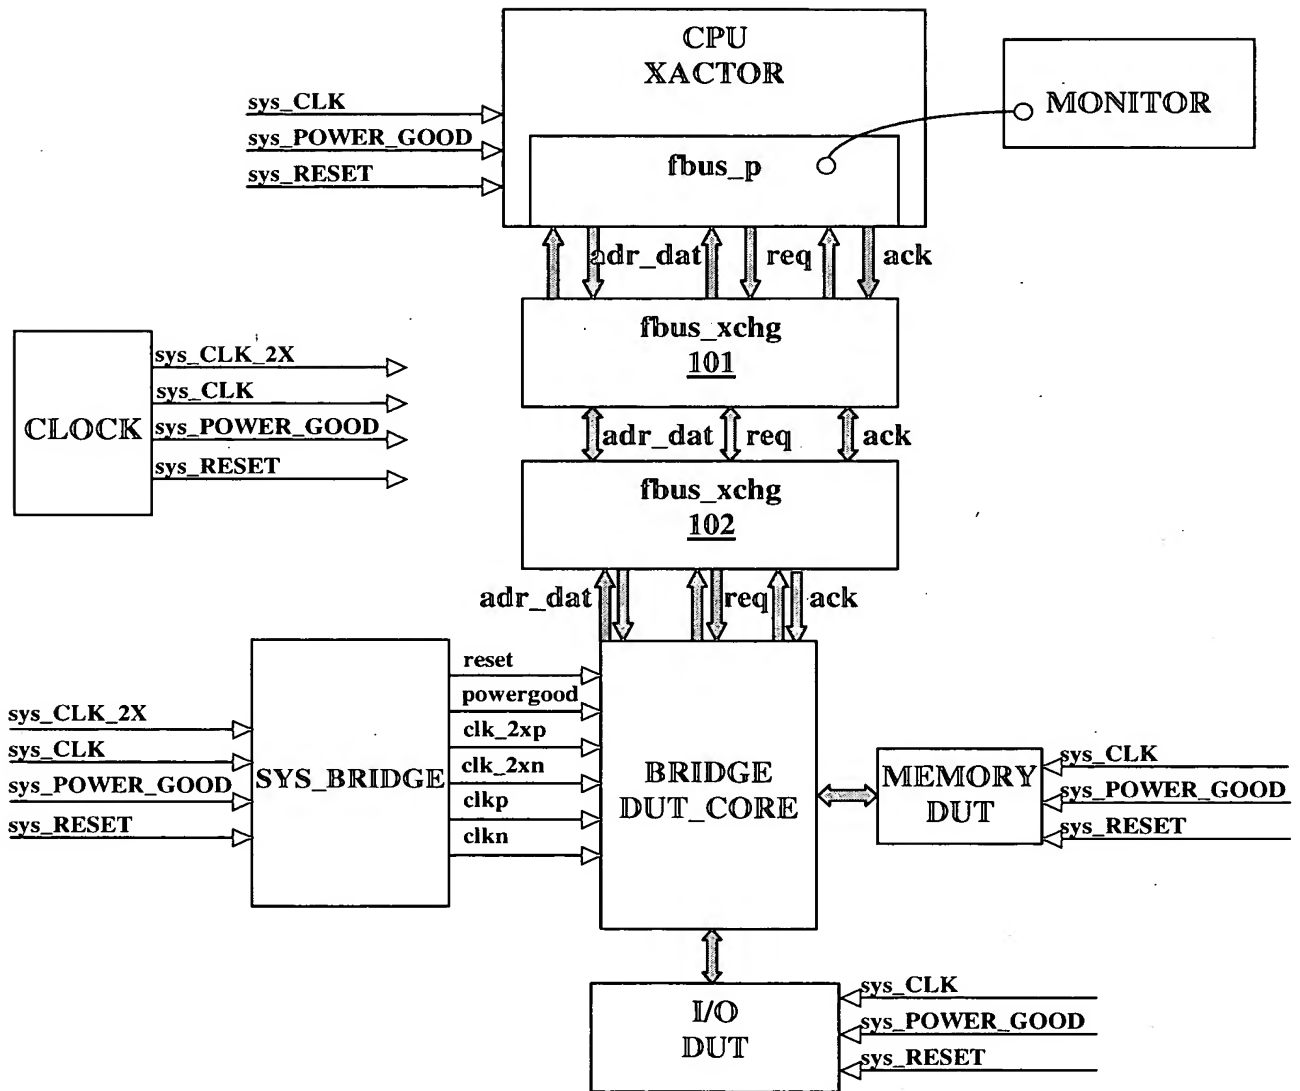 CPU
XACTOR
MONITOR
sys_CLK
sys_POWER_GOOD
sys_RESET
fbus_p
adr_dat
req
ack
fbus_xchg
101
CLOCK
sys_CLK_2X
sys_CLK
sys_POWER_GOOD
sys_RESET
adr_dat
req
ack
fbus_xchg
102
adr_dat
req
ack
sys_CLK_2X
sys_CLK
sys_POWER_GOOD
sys_RESET
SYS_BRIDGE
reset
powergood
clk_2xp
clk_2xn
clkp
clkn
BRIDGE
DUT_CORE
MEMORY
DUT
sys_CLK
sys_POWER_GOOD
sys_RESET
I/O
DUT
sys_CLK
sys_POWER_GOOD
sys_RESET